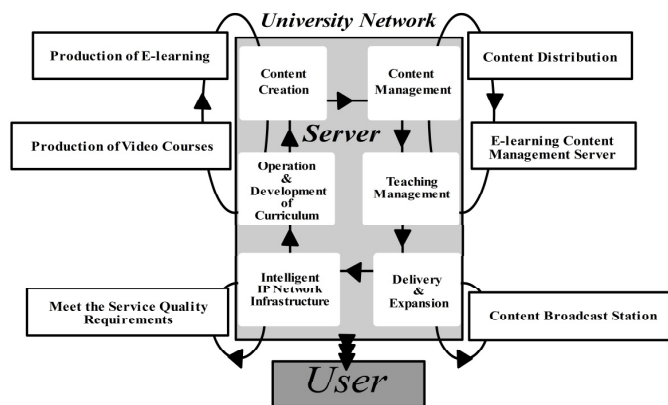 University Network
Production of E-learning
Content
Creation
Content
Management
Content Distribution
Server
Production of Video Courses
E-learning Content
Management Server
Operation
&
Development
of
Curriculum
Teaching
Management
Meet the Service Quality
Requirements
Intelligent
IP Network
Infrastructure
Delivery
&
Expansion
Content Broadcast Station
User